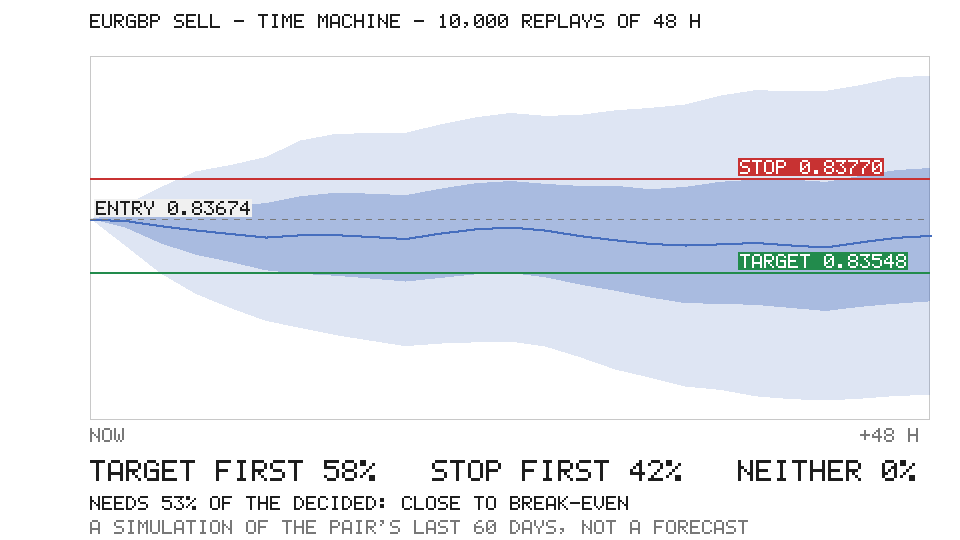 EURGBP SELL - TIME MACHINE - 10,000 REPLAYS OF 48 H
STOP 0.83770
ENTRY 0.83674
TARGET 0.83548
NOW +48 H
TARGET FIRST 58% STOP FIRST 42% NEITHER 0%
NEEDS 53% OF THE DECIDED: CLOSE TO BREAK-EVEN
A SIMULATION OF THE PAIR'S LAST 60 DAYS, NOT A FORECAST